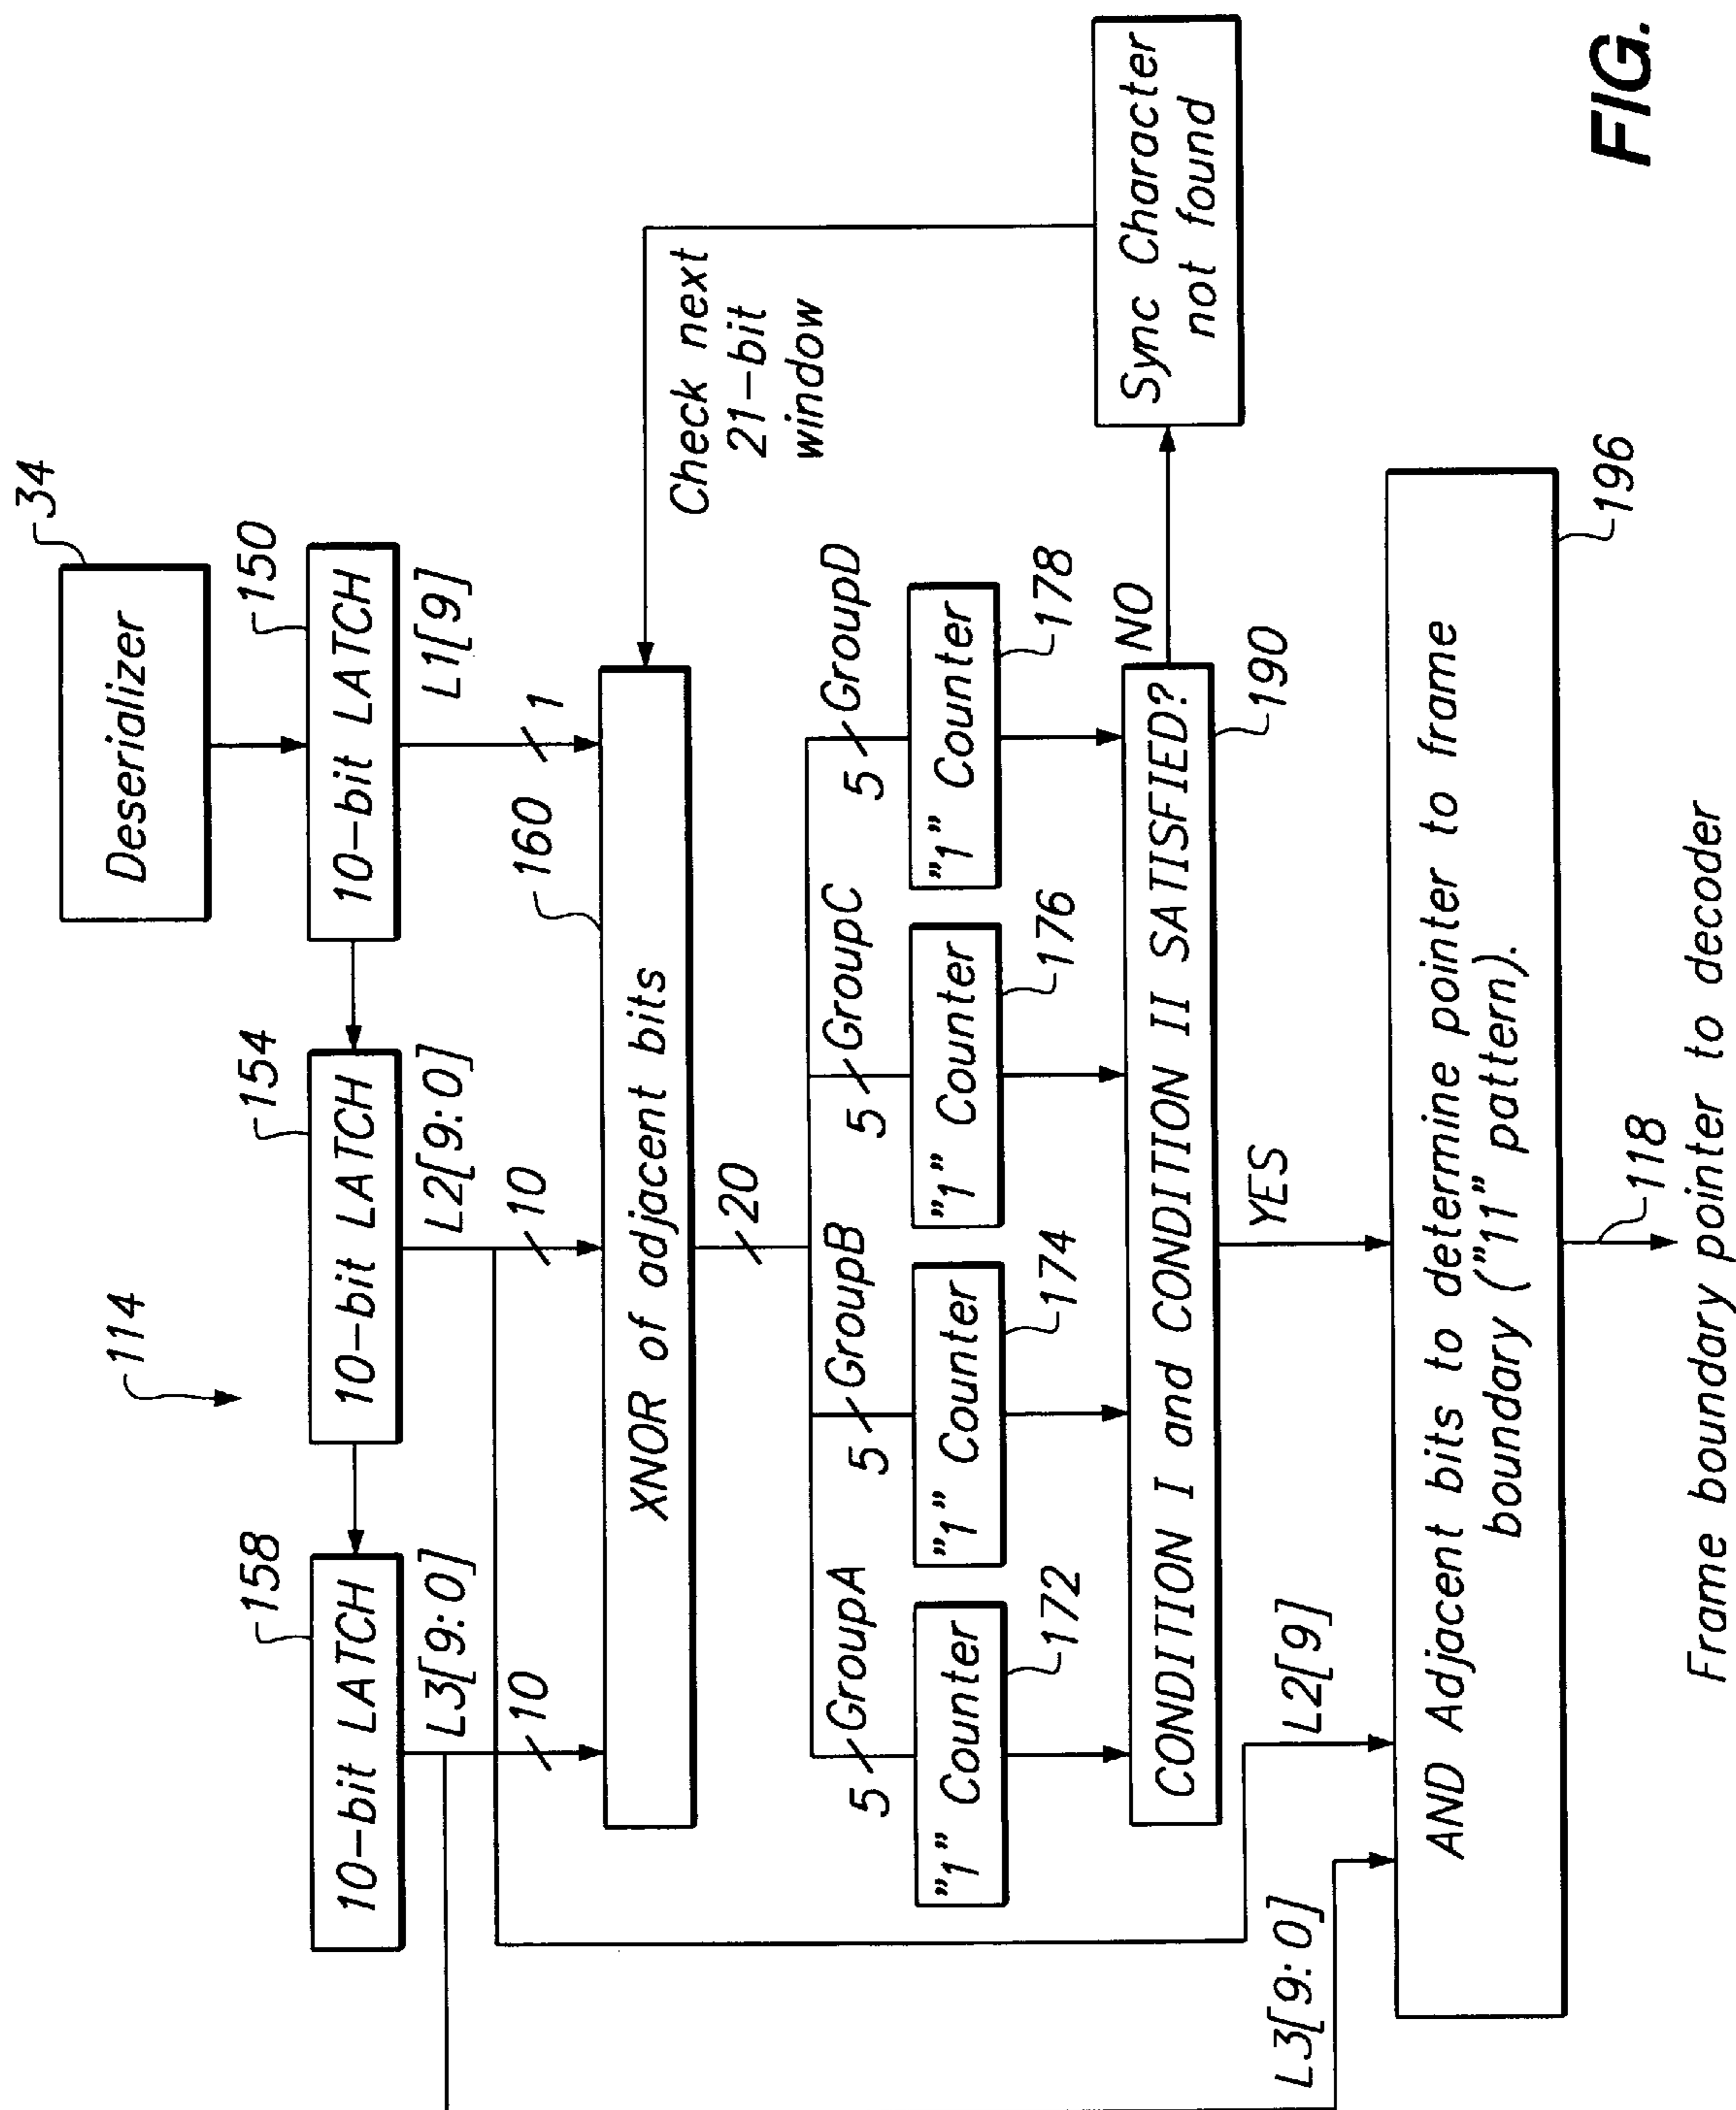 114
Deserializer
34
158
10-bit LATCH
154
10-bit LATCH
150
10-bit LATCH
L3[9:0]
L2[9:0]
L1[9]
10
10
1
160
XNOR of adjacent bits
Check next
21-bit
window
20
5
GroupA
5
GroupB
5
GroupC
5
GroupD
"1" Counter
"1" Counter
"1" Counter
"1" Counter
172
174
176
178
CONDITION I and CONDITION II SATISFIED?
NO
Sync Character
not found
190
L2[9]
YES
L3[9:0]
AND Adjacent bits to determine pointer to frame
boundary ("11" pattern).
196
118
Frame boundary pointer to decoder
FIG.